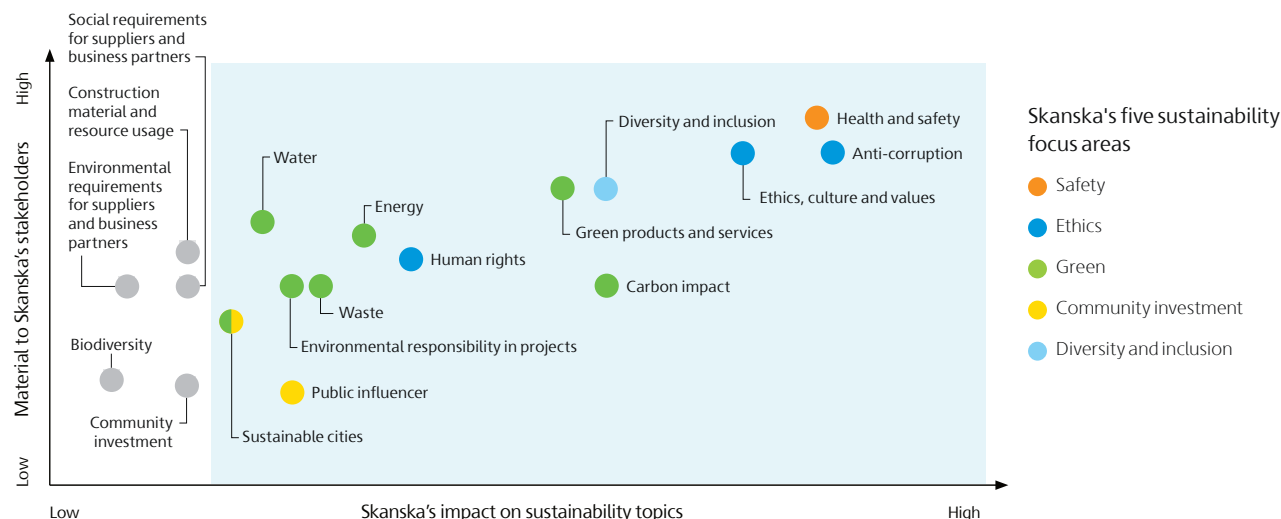 Social requirements
for suppliers and
business partners
Construction
material and
resource usage
Environmental
requirements
for suppliers
and business
partners
Biodiversity
Community
investment
High
Material to Skanska's stakeholders
Low
Water
Energy
Human rights
Waste
Environmental responsibility in projects
Public influencer
Sustainable cities
Diversity and inclusion
Green products and services
Carbon impact
Health and safety
Anti-corruption
Ethics, culture and values
Low
Skanska’s impact on sustainability topics
High
Skanska's five sustainability
focus areas
Safety
Ethics
Green
Community investment
Diversity and inclusion